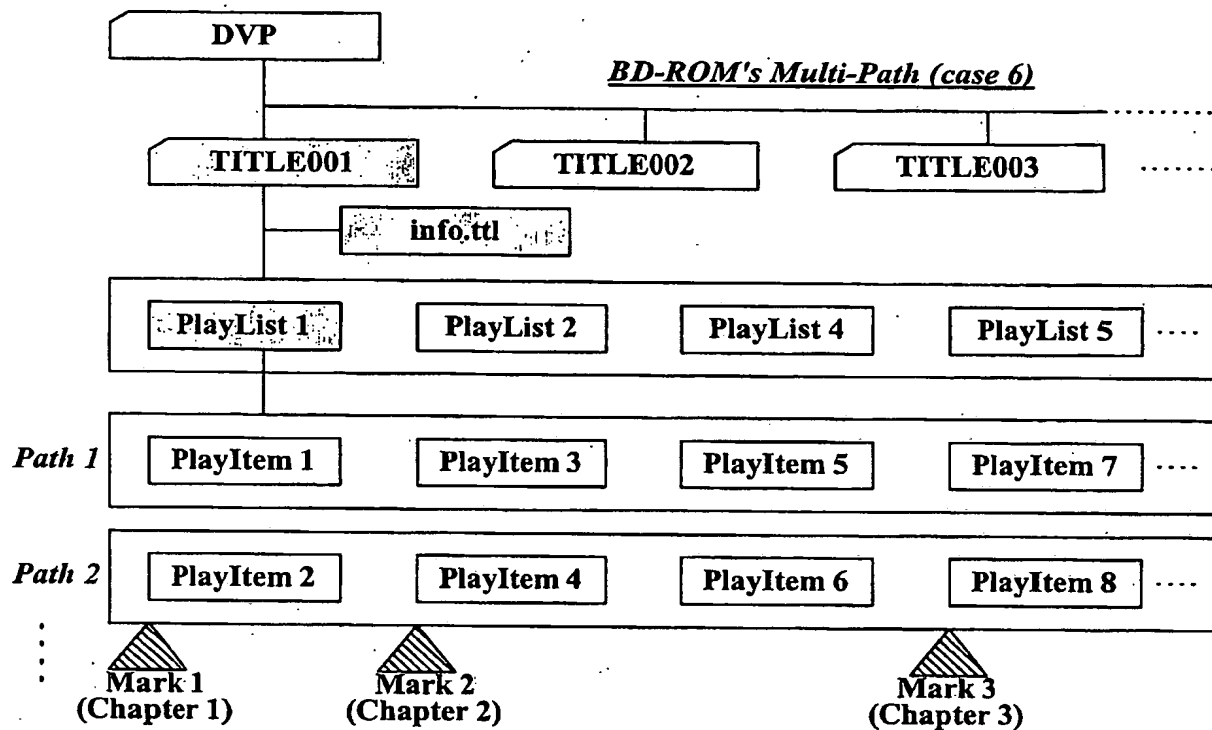 DVP
BD-ROM's Multi-Path (case 6)
TITLE001 TITLE002 TITLE003
info.ttl
PlayList 1 PlayList 2 PlayList 4 PlayList 5
Path 1 PlayItem 1 PlayItem 3 PlayItem 5 PlayItem 7
Path 2 PlayItem 2 PlayItem 4 PlayItem 6 PlayItem 8
Mark 1 Mark 2 Mark 3
(Chapter 1) (Chapter 2) (Chapter 3)